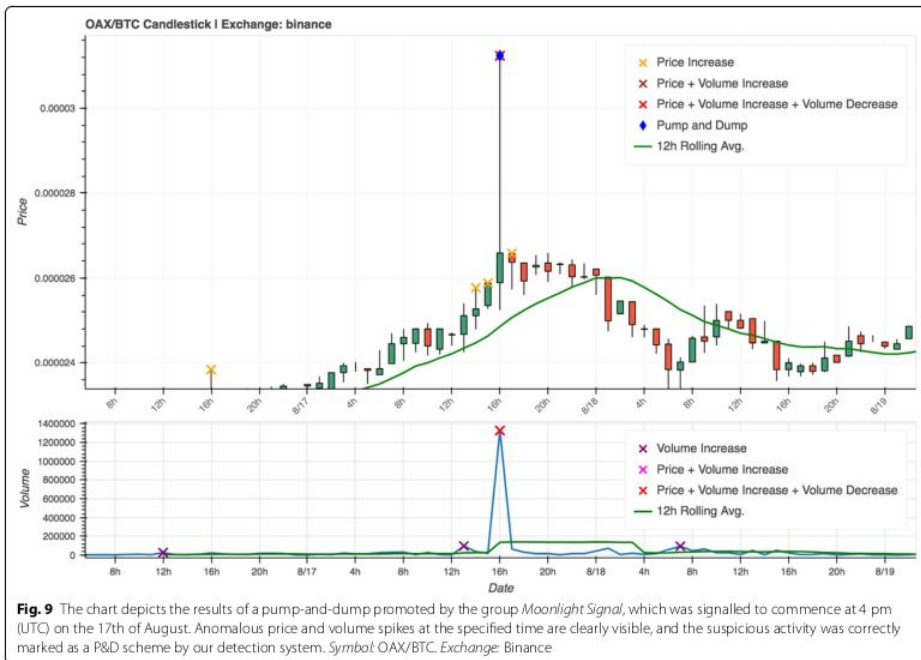 OAX/BTC Candlestick | Exchange: binance
Price Increase
Price + Volume Increase
Price + Volume Increase + Volume Decrease
Pump and Dump
12h Rolling Avg.
Price
0.00003
0.000028
0.000026
0.000024
8h 12h 16h 20h 8/17 4h 8h 12h 16h 20h 8/18 4h 8h 12h 16h 20h 8/19
1400000
1200000
1000000
800000
600000
400000
200000
0
Volume
Volume Increase
Price + Volume Increase
Price + Volume Increase + Volume Decrease
12h Rolling Avg.
8h 12h 16h 20h 8/17 4h 8h 12h 16h 20h 8/18 4h 8h 12h 16h 20h 8/19
Date
Fig. 9 The chart depicts the results of a pump-and-dump promoted by the group Moonlight Signal, which was signalled to commence at 4 pm
(UTC) on the 17th of August. Anomalous price and volume spikes at the specified time are clearly visible, and the suspicious activity was correctly
marked as a P&D scheme by our detection system. Symbol: OAX/BTC. Exchange: Binance